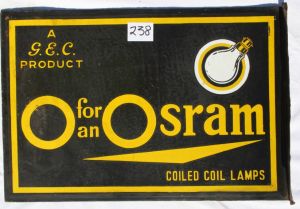 A
G.E.C.
PRODUCT
238
O for an Osram
COILED COIL LAMPS